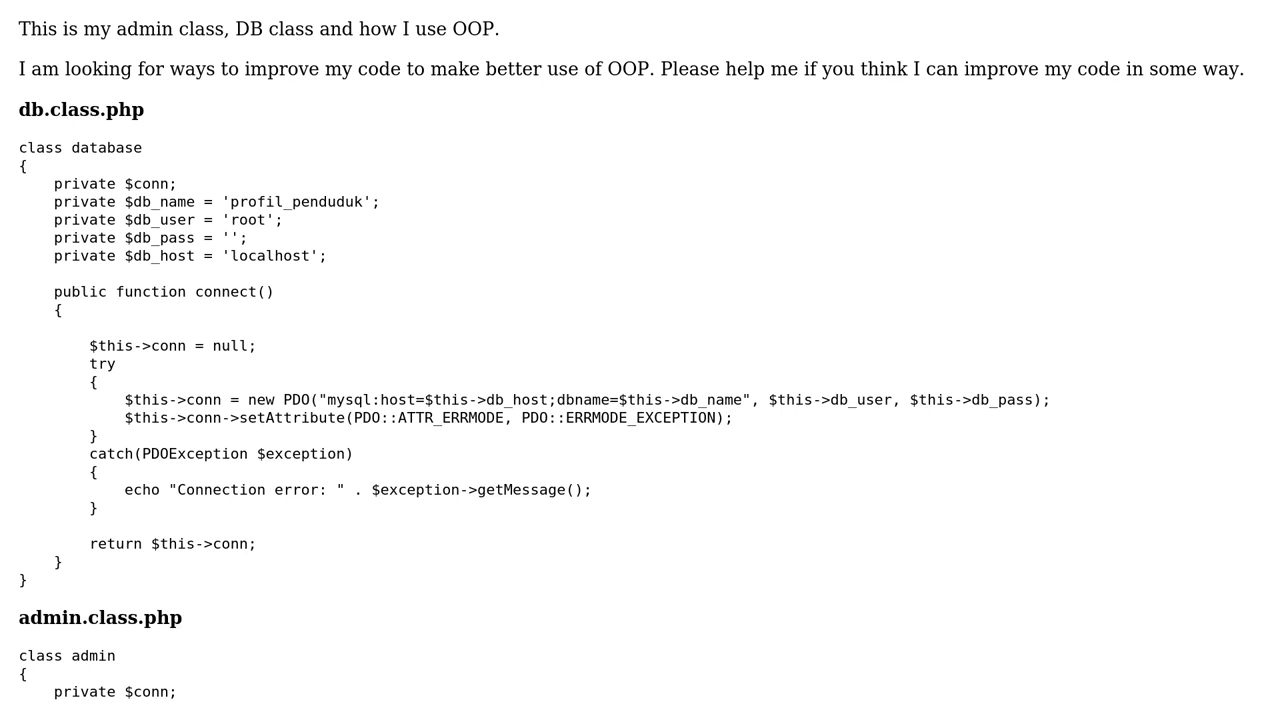 This is my admin class, DB class and how I use OOP.
I am looking for ways to improve my code to make better use of OOP. Please help me if you think I can improve my code in some way.
db.class.php
class database
{
    private $conn;
    private $db_name = 'profil_penduduk';
    private $db_user = 'root';
    private $db_pass = '';
    private $db_host = 'localhost';

    public function connect()
    {

        $this->conn = null;
        try
        {
            $this->conn = new PDO("mysql:host=$this->db_host;dbname=$this->db_name", $this->db_user, $this->db_pass);
            $this->conn->setAttribute(PDO::ATTR_ERRMODE, PDO::ERRMODE_EXCEPTION);
        }
        catch(PDOException $exception)
        {
            echo "Connection error: " . $exception->getMessage();
        }

        return $this->conn;
    }
}
admin.class.php
class admin
{
    private $conn;